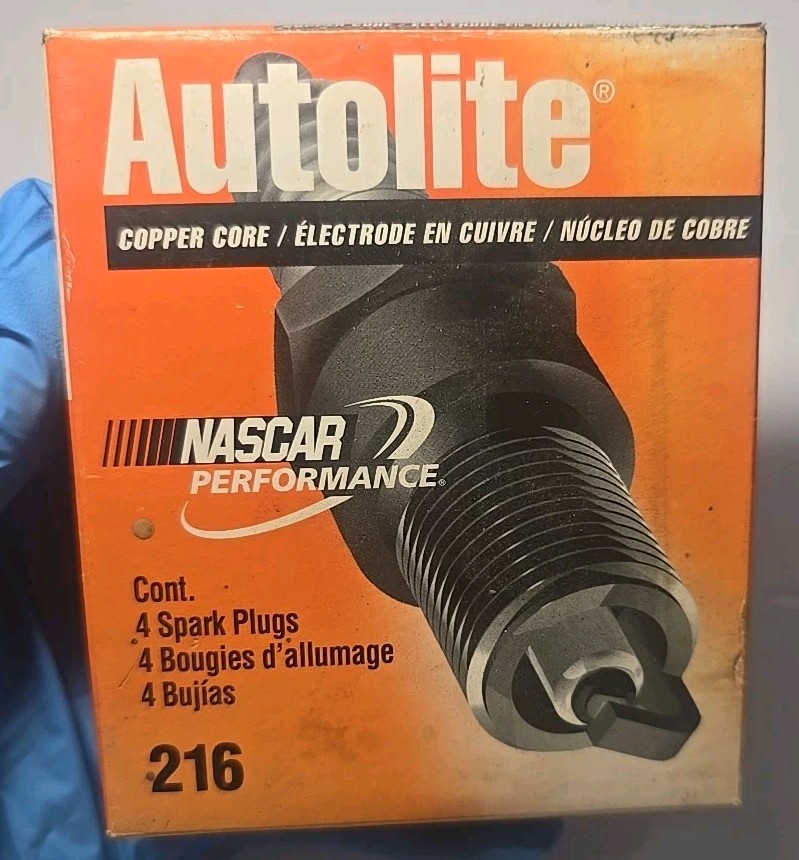 Autolite®
COPPER CORE / ÉLECTRODE EN CUIVRE / NÚCLEO DE COBRE
NASCAR
PERFORMANCE®
Cont.
4 Spark Plugs
4 Bougies d'allumage
4 Bujías
216